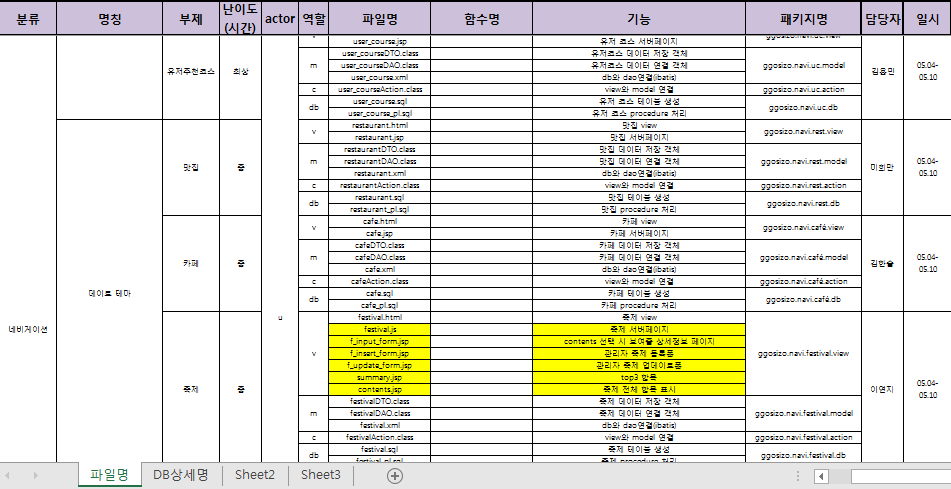 분류 명칭 부제 난이도(시간) actor 역할 파일명 함수명 기능 패키지명 담당자 일시
user_course.jsp 유저 코스 서버페이지
유저추천코스 최상 m user_courseDTO.class 유저코스 데이터 저장 객체 ggosizo.navi.uc.model 05.04-05.10
user_courseDAO.class 유저코스 데이터 연결 객체
user_course.xml db와 dao연결(ibatis)
c user_courseAction.class view와 model 연결 ggosizo.navi.uc.action
db user_course.sql 유저 코스 테이블 생성 ggosizo.navi.uc.db
user_course_pl.sql 유저 코스 procedure 처리
네비게이션 데이트 테마 u
맛집 중 v restaurant.html 맛집 view ggosizo.navi.rest.view 05.04-05.10
restaurant.jsp 맛집 서버페이지
m restaurantDTO.class 맛집 데이터 저장 객체 ggosizo.navi.rest.model
restaurantDAO.class 맛집 데이터 연결 객체
restaurant.xml db와 dao연결(ibatis)
c restaurantAction.class view와 model 연결 ggosizo.navi.rest.action
db restaurant.sql 맛집 테이블 생성 ggosizo.navi.rest.db
restaurant_pl.sql 맛집 procedure 처리
카페 중 v cafe.html 카페 view ggosizo.navi.café.view 김한솔 05.04-05.10
cafe.jsp 카페 서버페이지
m cafeDTO.class 카페 데이터 저장 객체 ggosizo.navi.café.model
cafeDAO.class 카페 데이터 연결 객체
cafe.xml db와 dao연결(ibatis)
c cafeAction.class view와 model 연결 ggosizo.navi.café.action
db cafe.sql 카페 테이블 생성 ggosizo.navi.café.db
cafe_pl.sql 카페 procedure 처리
축제 중 v festival.html 축제 view ggosizo.navi.festival.view 이연지 05.04-05.10
festival.js 축제 서버페이지
f_input_form.jsp contents 선택 시 보여줄 상세정보 페이지
f_insert_form.jsp 관리자 축제 등록폼
f_update_form.jsp 관리자 축제 업데이트폼
summary.jsp top3 항목
contents.jsp 축제 전체 항목 표시
m festivalDTO.class 축제 데이터 저장 객체 ggosizo.navi.festival.model
festivalDAO.class 축제 데이터 연결 객체
festival.xml db와 dao연결(ibatis)
c festivalAction.class view와 model 연결 ggosizo.navi.festival.action
db festival.sql 축제 테이블 생성 ggosizo.navi.festival.db
festival_pl.sql 축제 procedure 처리
파일명 DB상세명 Sheet2 Sheet3